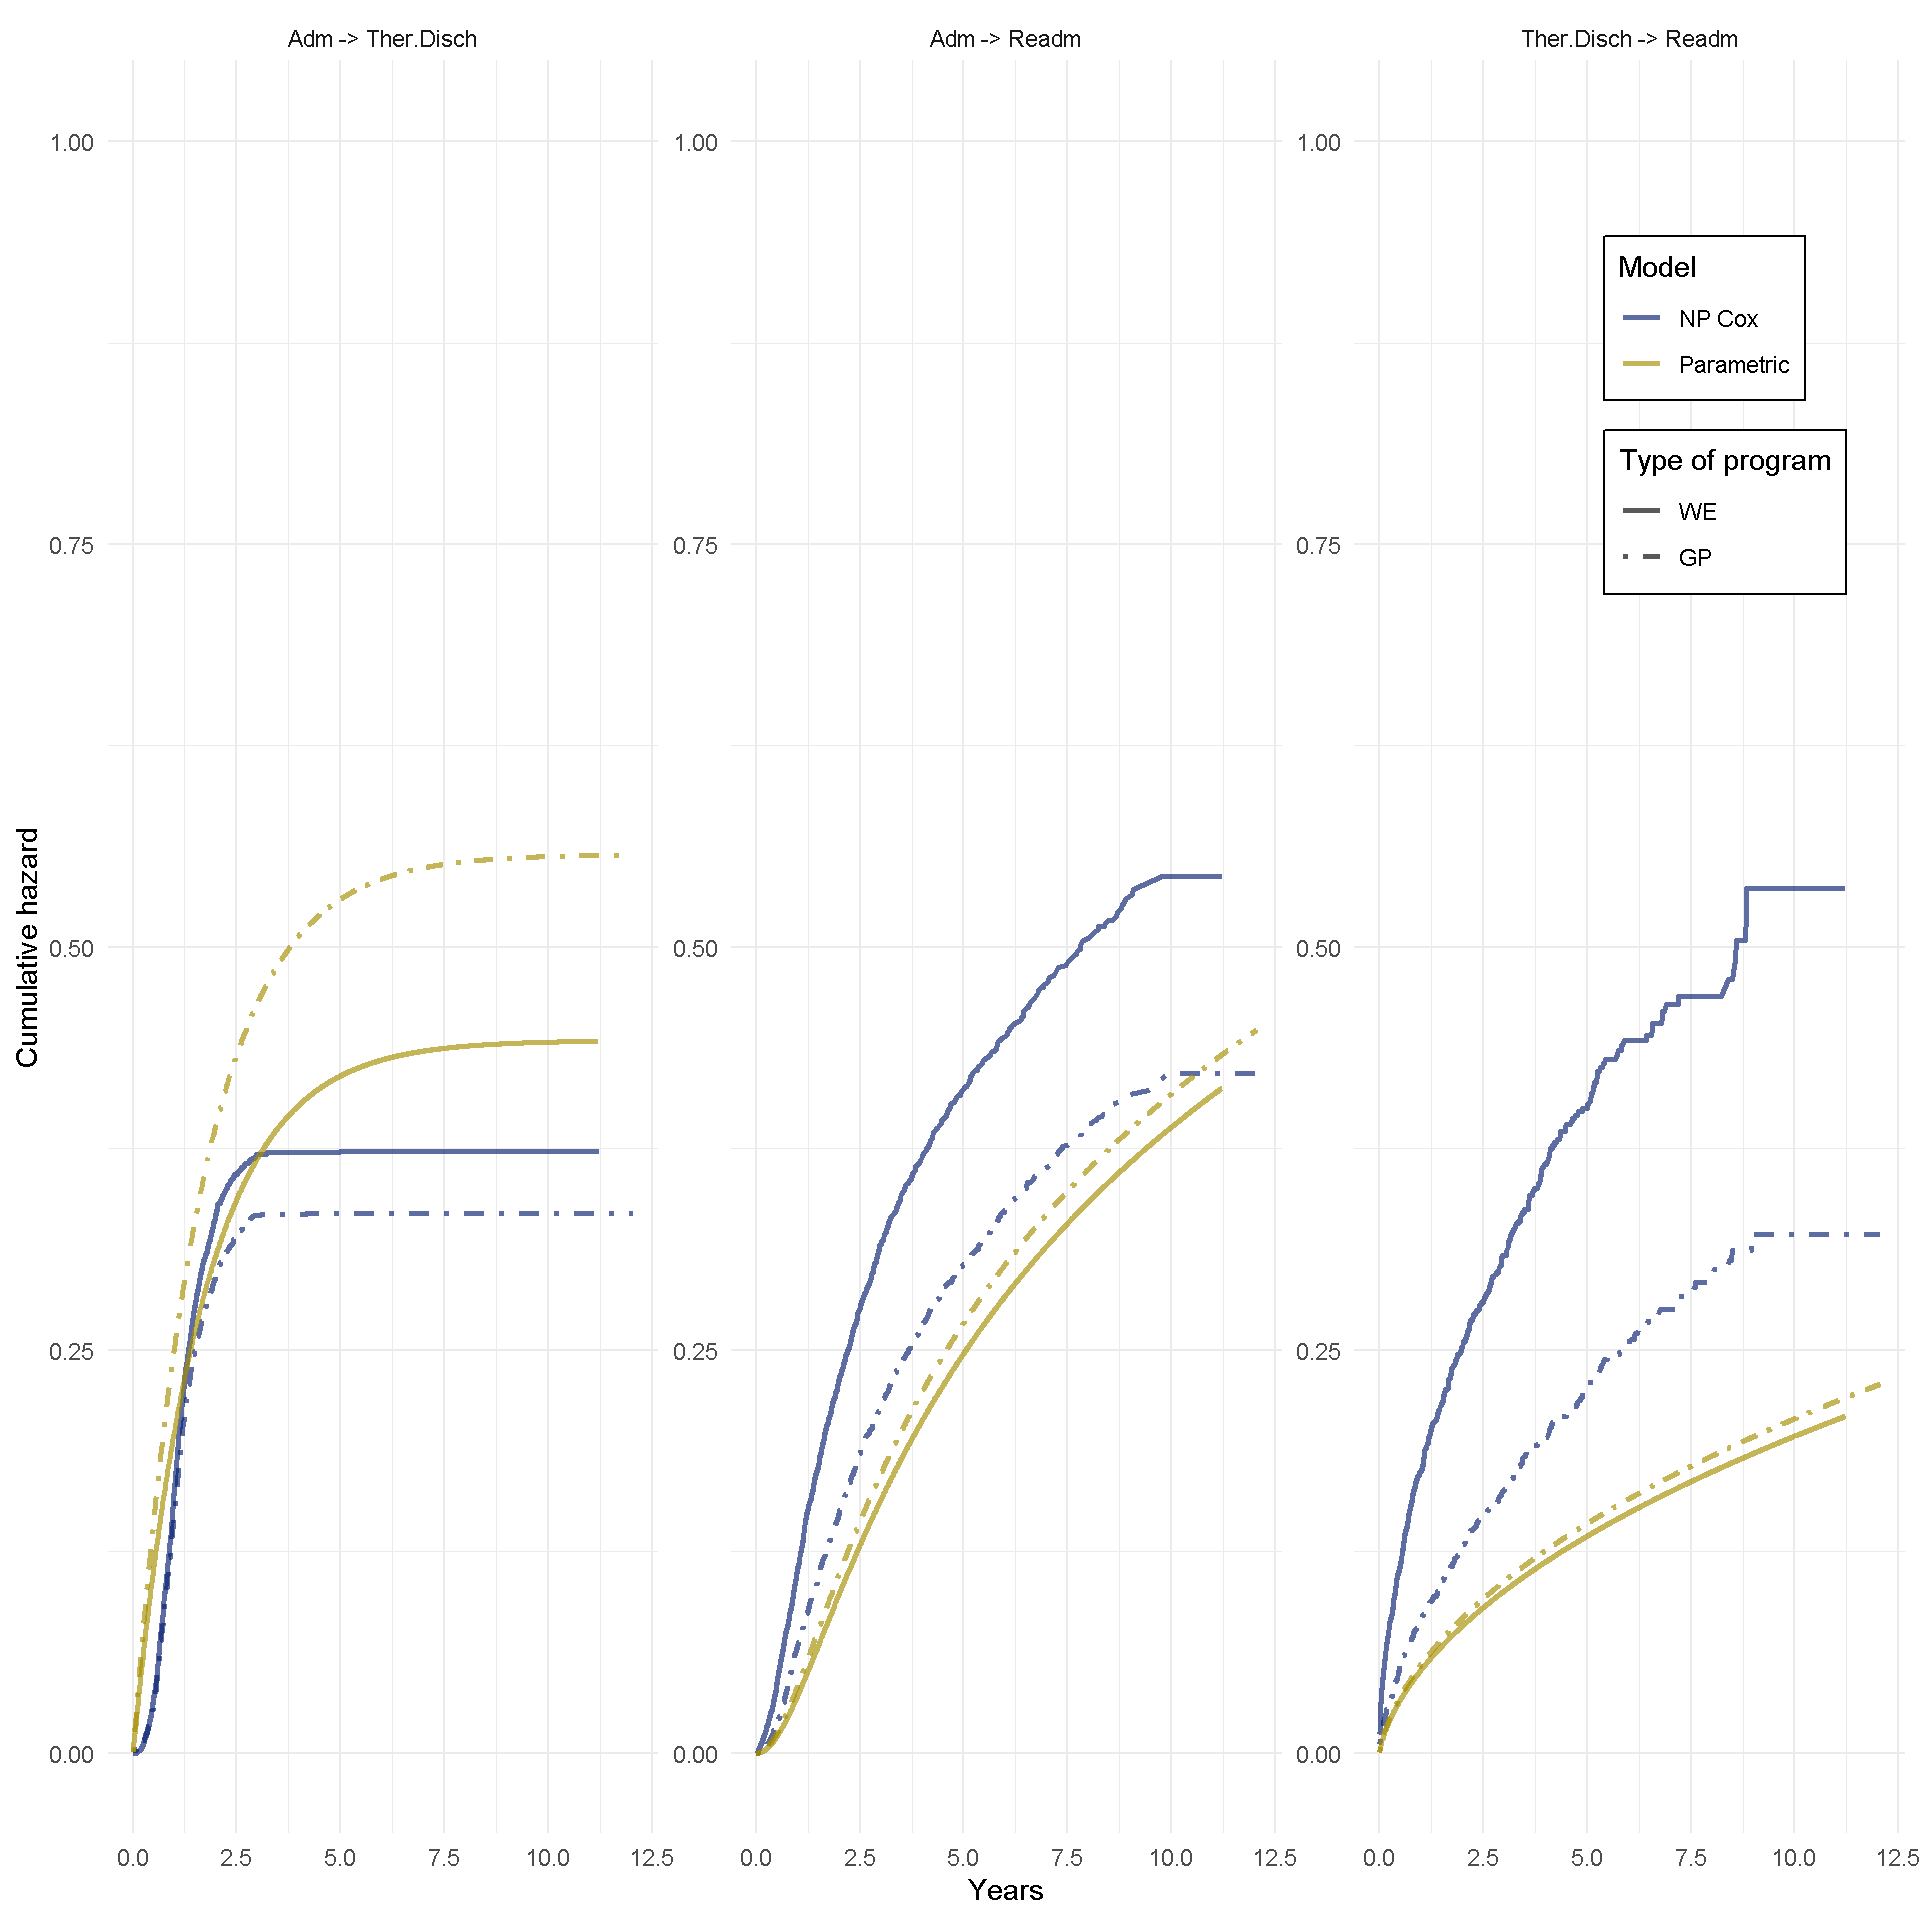 Adm -> Ther.Disch
Adm -> Readm
Ther.Disch -> Readm
1.00
1.00
1.00
Model
NP Cox
Parametric
Type of program
WE
GP
0.75
0.75
0.75
Cumulative hazard
0.50
0.50
0.50
0.25
0.25
0.25
0.00
0.00
0.00
0.0 2.5 5.0 7.5 10.0 12.5
0.0 2.5 5.0 7.5 10.0 12.5
0.0 2.5 5.0 7.5 10.0 12.5
Years